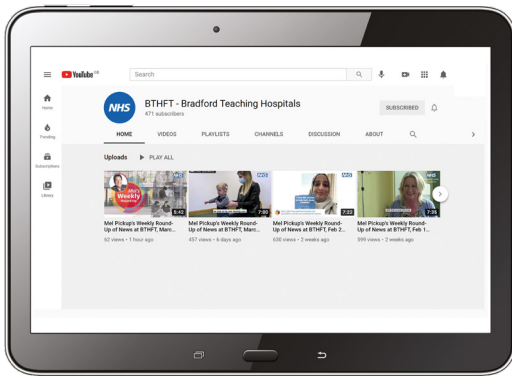 YouTube GB
Search
Home
Trending
Subscriptions
Library
NHS
BTHFT - Bradford Teaching Hospitals
471 subscribers
SUBSCRIBED
HOME VIDEOS PLAYLISTS CHANNELS DISCUSSION ABOUT
Uploads PLAY ALL
Weekly
5:42
Mel Pickup's Weekly Round-
Up of News at BTHFT, Marc...
62 views • 1 hour ago
7:00
Mel Pickup's Weekly Round-
Up of News at BTHFT, Marc...
457 views • 6 days ago
NHS
7:22
Mel Pickup's Weekly Round-
Up of News at BTHFT, Feb 2...
630 views • 2 weeks ago
NHS
7:35
Mel Pickup's Weekly Round-
Up of News at BTHFT, Feb 1...
599 views • 2 weeks ago